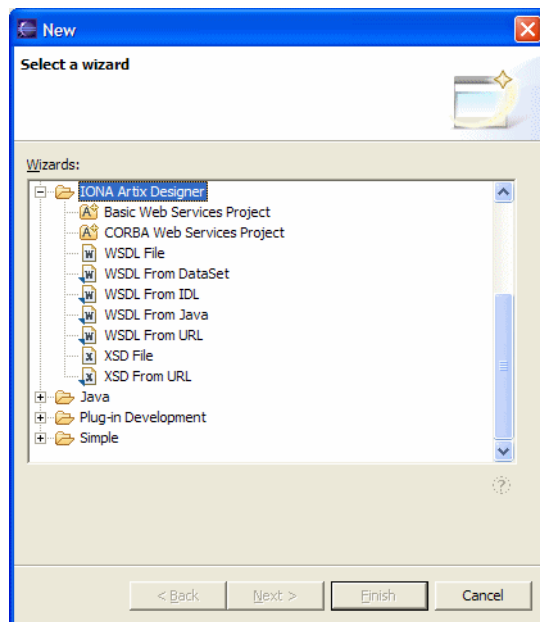 New
Select a wizard
Wizards:
IONA Artix Designer
Basic Web Services Project
CORBA Web Services Project
WSDL File
WSDL From DataSet
WSDL From IDL
WSDL From Java
WSDL From URL
XSD File
XSD From URL
Java
Plug-in Development
Simple
< Back Next > Finish Cancel